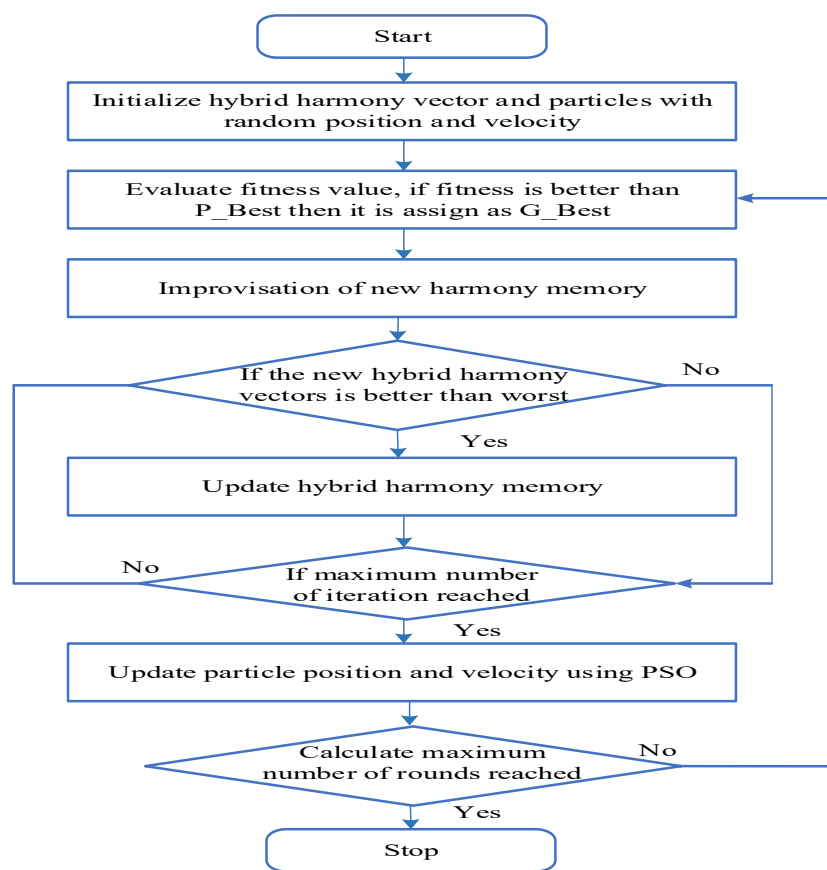 Start
Initialize hybrid harmony vector and particles with
random position and velocity
Evaluate fitness value, if fitness is better than
P_Best then it is assign as G_Best
Improvisation of new harmony memory
If the new hybrid harmony
vectors is better than worst
No
Yes
Update hybrid harmony memory
No
If maximum number
of iteration reached
Yes
Update particle position and velocity using PSO
Calculate maximum
number of rounds reached
No
Yes
Stop